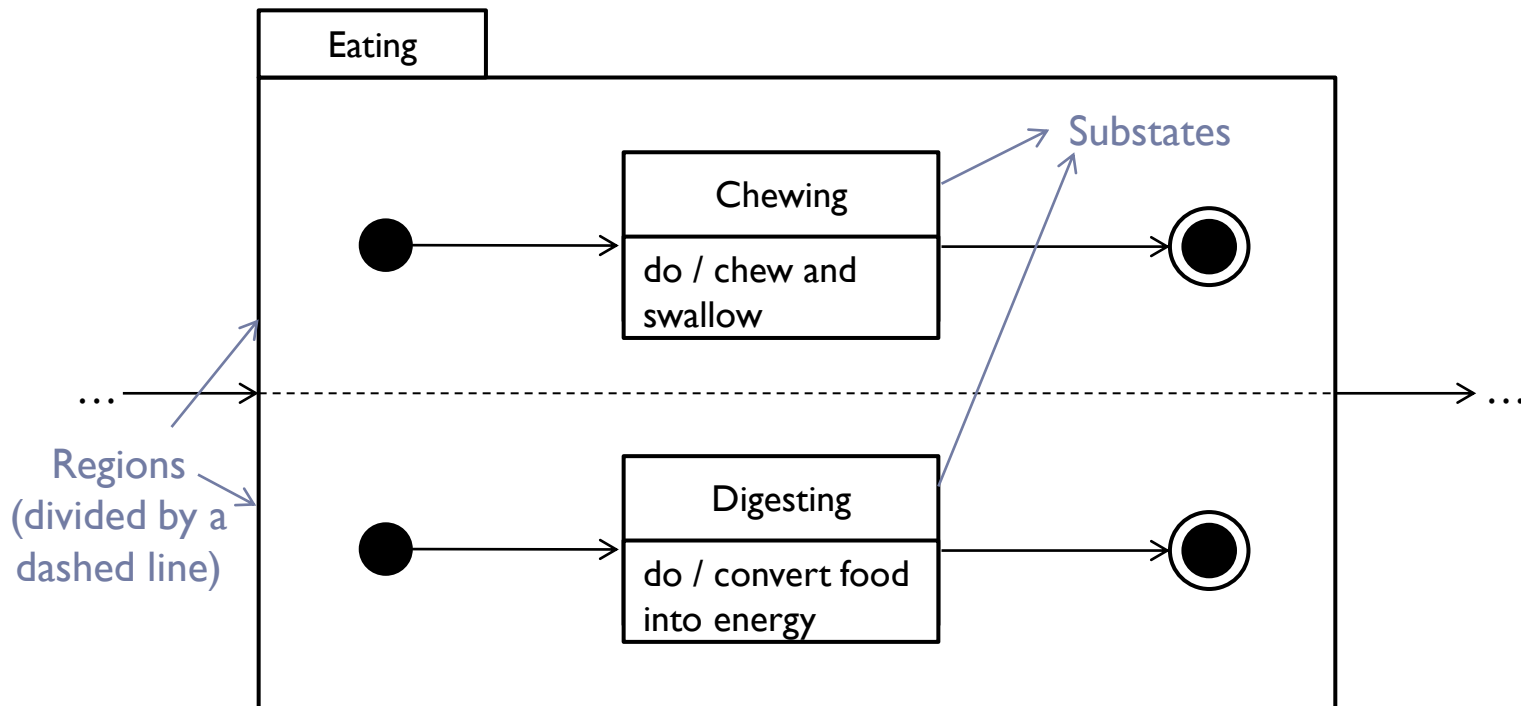 Eating
Substates
Chewing
do / chew and
swallow
...
...
Regions
(divided by a
dashed line)
Digesting
do / convert food
into energy